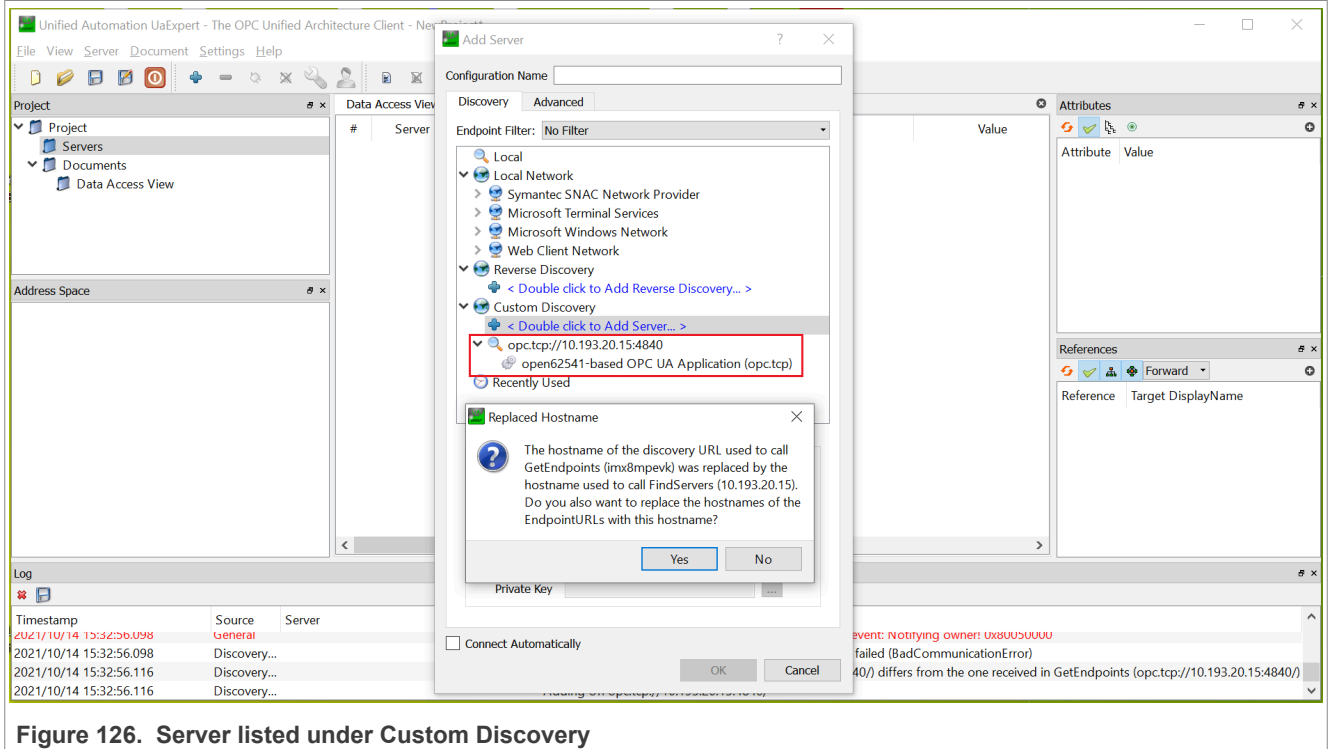 Unified Automation UaExpert - The OPC Unified Architecture Client - New Project*
File View Server Document Settings Help
Project
Project
Servers
Documents
Data Access View
Address Space
Data Access View
# Server
Value
Attributes
Attribute Value
References
Forward
Reference Target DisplayName
Add Server
? ×
Configuration Name
Discovery Advanced
Endpoint Filter: No Filter
Local
Local Network
Symantec SNAC Network Provider
Microsoft Terminal Services
Microsoft Windows Network
Web Client Network
Reverse Discovery
< Double click to Add Reverse Discovery... >
Custom Discovery
< Double click to Add Server... >
opc.tcp://10.193.20.15:4840
open62541-based OPC UA Application (opc.tcp)
Recently Used
Replaced Hostname
The hostname of the discovery URL used to call
GetEndpoints (imx8mpevk) was replaced by the
hostname used to call FindServers (10.193.20.15).
Do you also want to replace the hostnames of the
EndpointURLs with this hostname?
Yes No
Private Key ...
Connect Automatically
OK Cancel
Log
Timestamp Source Server
2021/10/14 15:32:56.098 General event: Notifying owner! 0x80050000
2021/10/14 15:32:56.098 Discovery... failed (BadCommunicationError)
2021/10/14 15:32:56.116 Discovery... 40/) differs from the one received in GetEndpoints (opc.tcp://10.193.20.15:4840/)
2021/10/14 15:32:56.116 Discovery...
Figure 126. Server listed under Custom Discovery